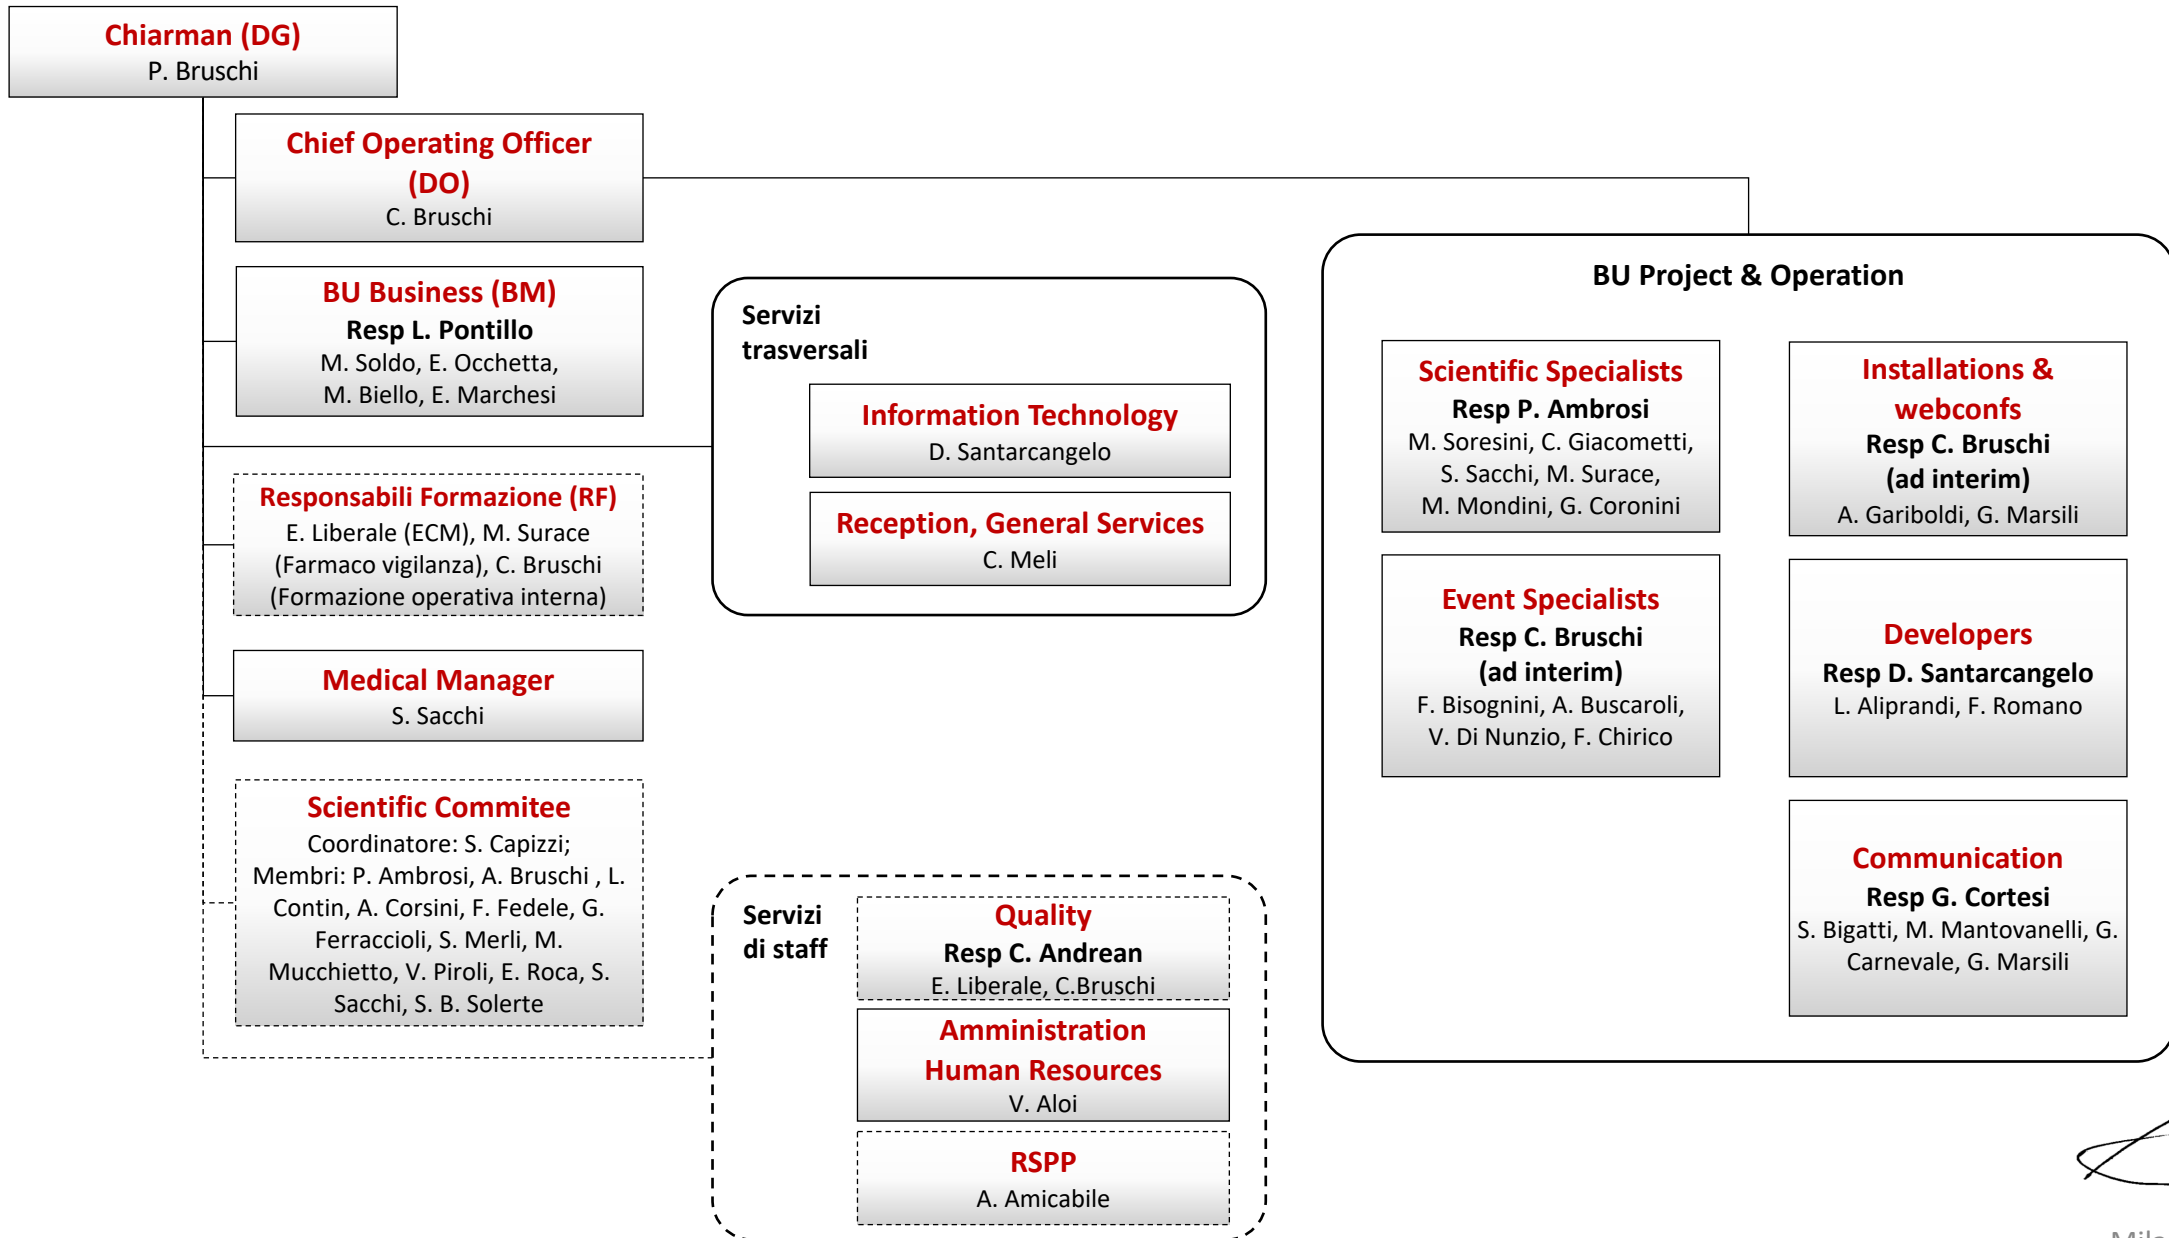 Chiarman (DG)
P. Bruschi
Chief Operating Officer
(DO)
C. Bruschi
BU Business (BM)
Resp L. Pontillo
M. Soldo, E. Occhetta,
M. Biello, E. Marchesi
Responsabili Formazione (RF)
E. Liberale (ECM), M. Surace
(Farmaco vigilanza), C. Bruschi
(Formazione operativa interna)
Medical Manager
S. Sacchi
Scientific Commitee
Coordinatore: S. Capizzi;
Membri: P. Ambrosi, A. Bruschi , L.
Contin, A. Corsini, F. Fedele, G.
Ferraccioli, S. Merli, M.
Mucchietto, V. Piroli, E. Roca, S.
Sacchi, S. B. Solerte
Servizi
trasversali
Information Technology
D. Santarcangelo
Reception, General Services
C. Meli
Servizi
di staff
Quality
Resp C. Andrean
E. Liberale, C.Bruschi
Amministration
Human Resources
V. Aloi
RSPP
A. Amicabile
BU Project & Operation
Scientific Specialists
Resp P. Ambrosi
M. Soresini, C. Giacometti,
S. Sacchi, M. Surace,
M. Mondini, G. Coronini
Event Specialists
Resp C. Bruschi
(ad interim)
F. Bisognini, A. Buscaroli,
V. Di Nunzio, F. Chirico
Installations &
webconfs
Resp C. Bruschi
(ad interim)
A. Gariboldi, G. Marsili
Developers
Resp D. Santarcangelo
L. Aliprandi, F. Romano
Communication
Resp G. Cortesi
S. Bigatti, M. Mantovanelli, G.
Carnevale, G. Marsili